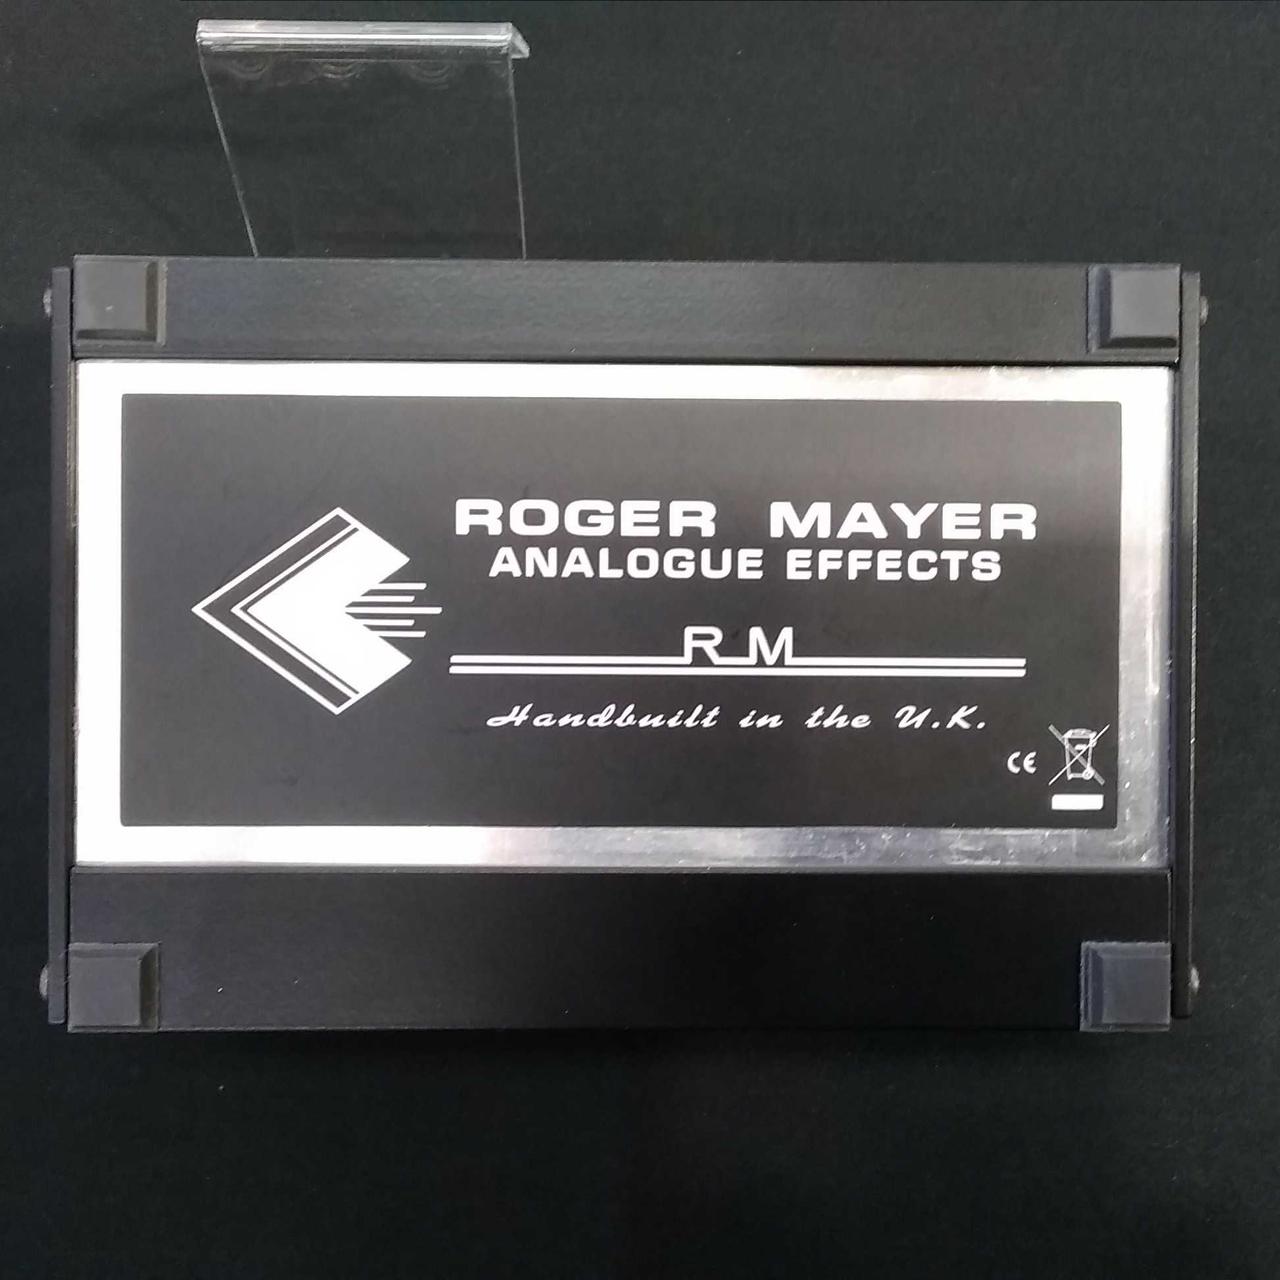 ROGER MAYER
ANALOGUE EFFECTS
RM
Handbuilt in the U.K.
CE